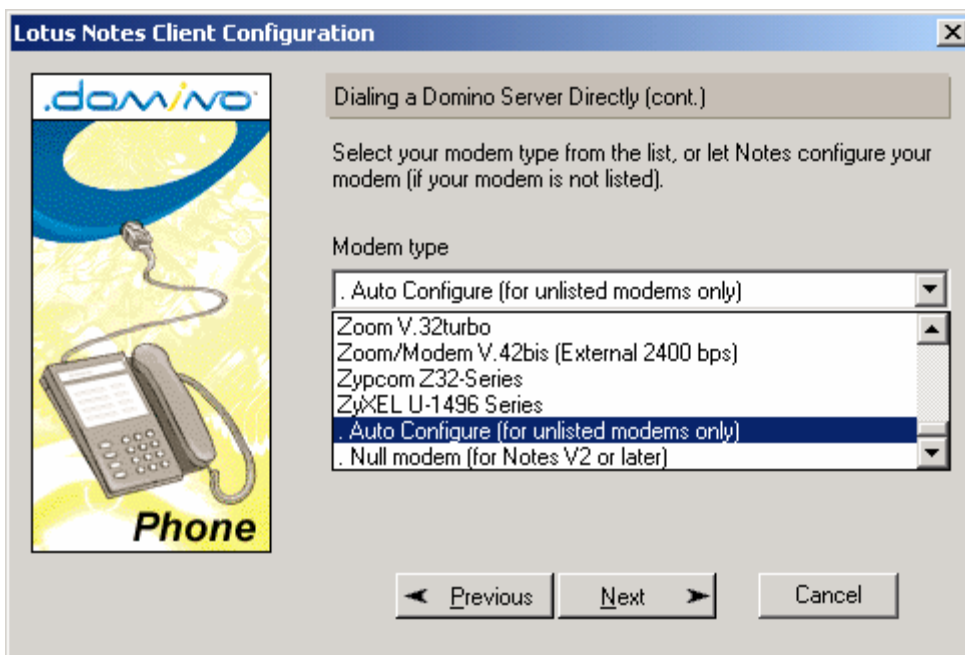 Lotus Notes Client Configuration
.domino
Dialing a Domino Server Directly (cont.)
Select your modem type from the list, or let Notes configure your
modem (if your modem is not listed).
Modem type
. Auto Configure (for unlisted modems only)
Zoom V.32turbo
Zoom/Modem V.42bis (External 2400 bps)
Zypcom Z32-Series
ZyXEL U-1496 Series
. Auto Configure (for unlisted modems only)
. Null modem (for Notes V2 or later)
Phone
Previous
Next
Cancel